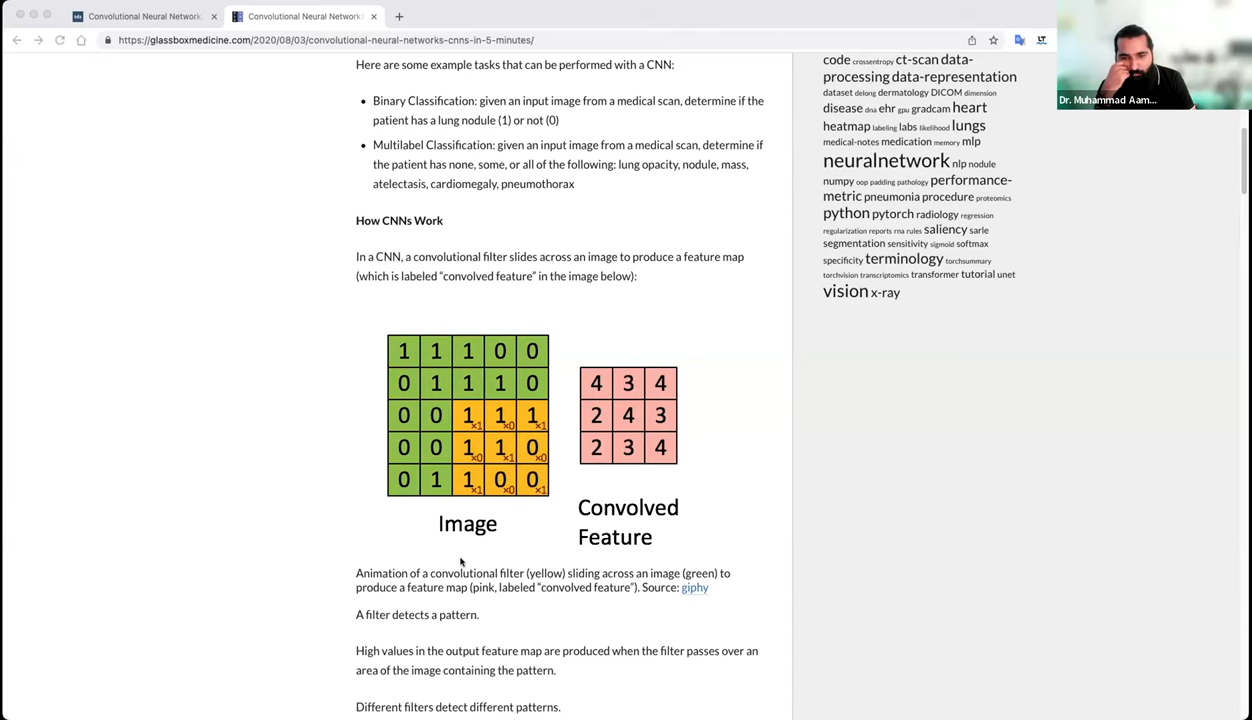 Convolutional Neural Network
Convolutional Neural Networks
https://glassboxmedicine.com/2020/08/03/convolutional-neural-networks-cnns-in-5-minutes/
Dr. Muhammad Aam...
Here are some example tasks that can be performed with a CNN:
Binary Classification: given an input image from a medical scan, determine if the
patient has a lung nodule (1) or not (0)
Multilabel Classification: given an input image from a medical scan, determine if
the patient has none, some, or all of the following: lung opacity, nodule, mass,
atelectasis, cardiomegaly, pneumothorax
How CNNs Work
In a CNN, a convolutional filter slides across an image to produce a feature map
(which is labeled “convolved feature” in the image below):
1 1 1 0 0
0 1 1 1 0
0 0 1×1 1×0 1×1
0 0 1×0 1×1 0×0
0 1 1×1 0×0 0×1
Image
4 3 4
2 4 3
2 3 4
Convolved
Feature
Animation of a convolutional filter (yellow) sliding across an image (green) to
produce a feature map (pink, labeled “convolved feature”). Source: giphy
A filter detects a pattern.
High values in the output feature map are produced when the filter passes over an
area of the image containing the pattern.
Different filters detect different patterns.
code crossentropy ct-scan data-
processing data-representation
dataset delong dermatology DICOM dimension
disease dna ehr gpu gradcam heart
heatmap labeling labs likelihood lungs
medical-notes medication memory mlp
neuralnetwork nlp nodule
numpy oop padding pathology performance-
metric pneumonia procedure proteomics
python pytorch radiology regression
regularization reports rna rules saliency sarle
segmentation sensitivity sigmoid softmax
specificity terminology torchsummary
torchvision transcriptomics transformer tutorial unet
vision x-ray